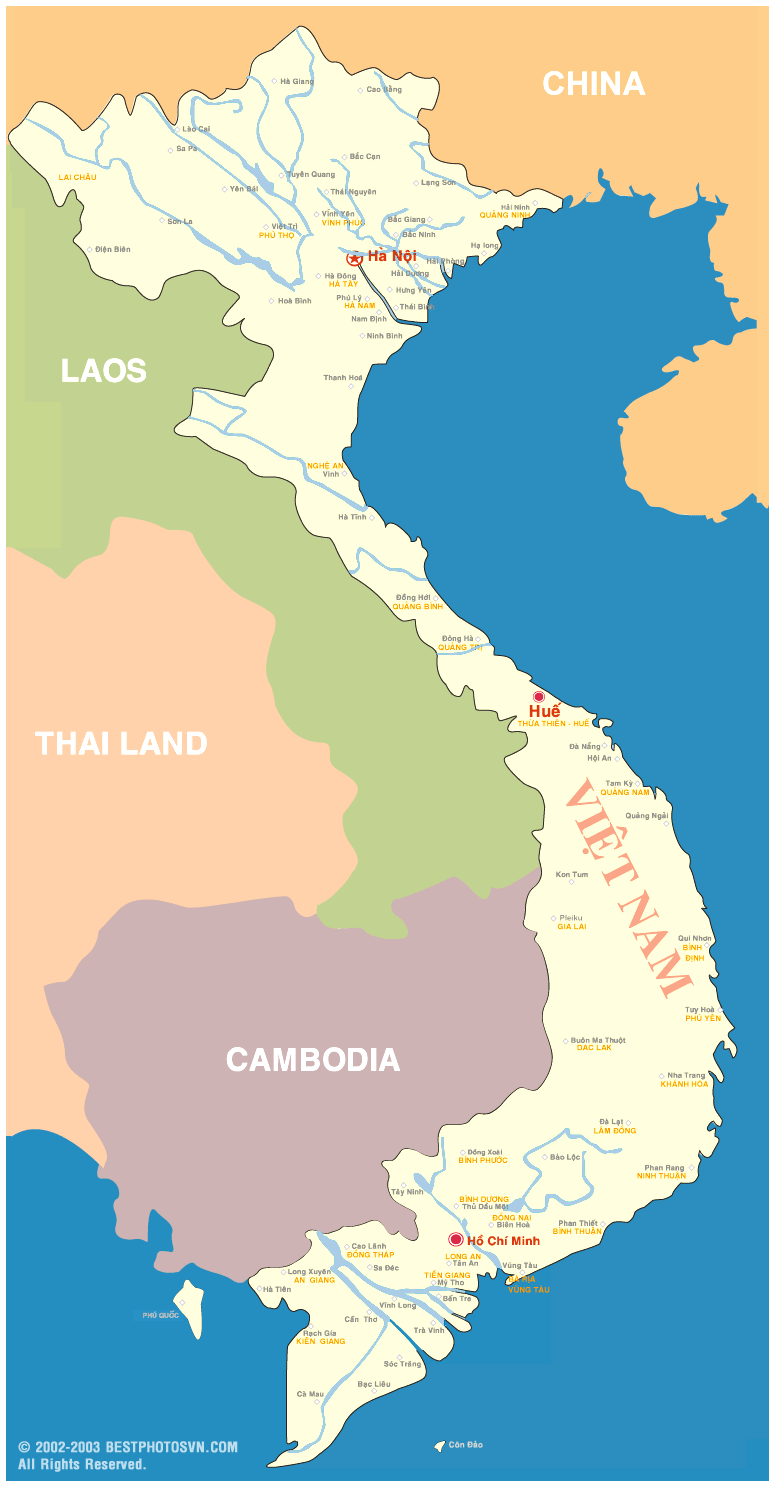 CHINA
Hà Giang
Cao Bằng
Lào Cai
Sa Pa
Bắc Cạn
LAI CHÂU
Tuyên Quang
Lạng Sơn
Yên Bái
Thái Nguyên
Hải Ninh
QUẢNG NINH
Sơn La
Việt Trì
PHÚ THỌ
Vĩnh Yên
VĨNH PHÚC
Bắc Giang
Bắc Ninh
Điện Biên
Hạ long
Hà Nội
Hải Phòng
Hải Dương
Hà Đông
HÀ TÂY
Hưng Yên
Hoà Bình
Phủ Lý
HÀ NAM
Thái Bình
Nam Định
Ninh Bình
LAOS
Thanh Hoá
NGHỆ AN
Vinh
Hà Tĩnh
Đồng Hới
QUẢNG BÌNH
Đông Hà
QUẢNG TRỊ
Huế
THỪA THIÊN - HUẾ
THAI LAND
Đà Nẵng
Hội An
Tam Kỳ
QUẢNG NAM
VIỆT NAM
Quảng Ngãi
Kon Tum
Pleiku
GIA LAI
Qui Nhơn
BÌNH
ĐỊNH
Tuy Hoà
PHÚ YÊN
CAMBODIA
Buôn Ma Thuột
DAC LAK
Nha Trang
KHÁNH HÒA
Đà Lạt
LÂM ĐỒNG
Đồng Xoài
BÌNH PHƯỚC
Bảo Lộc
Phan Rang
NINH THUẬN
Tây Ninh
BÌNH DƯƠNG
Thủ Dầu Một
ĐỒNG NAI
Biên Hoà
Phan Thiết
BÌNH THUẬN
Hồ Chí Minh
Cao Lãnh
ĐỒNG THÁP
LONG AN
Tân An
Sa Đéc
Vũng Tàu
BÀ RỊA
VŨNG TÀU
Long Xuyên
AN GIANG
TIỀN GIANG
Mỹ Tho
Hà Tiên
Bến Tre
Vĩnh Long
PHÚ QUỐC
Cần Thơ
Trà Vinh
Rạch Gía
KIÊN GIANG
Sóc Trăng
Bạc Liêu
Cà Mau
Côn Đảo
© 2002-2003 BESTPHOTOSVN.COM
All Rights Reserved.